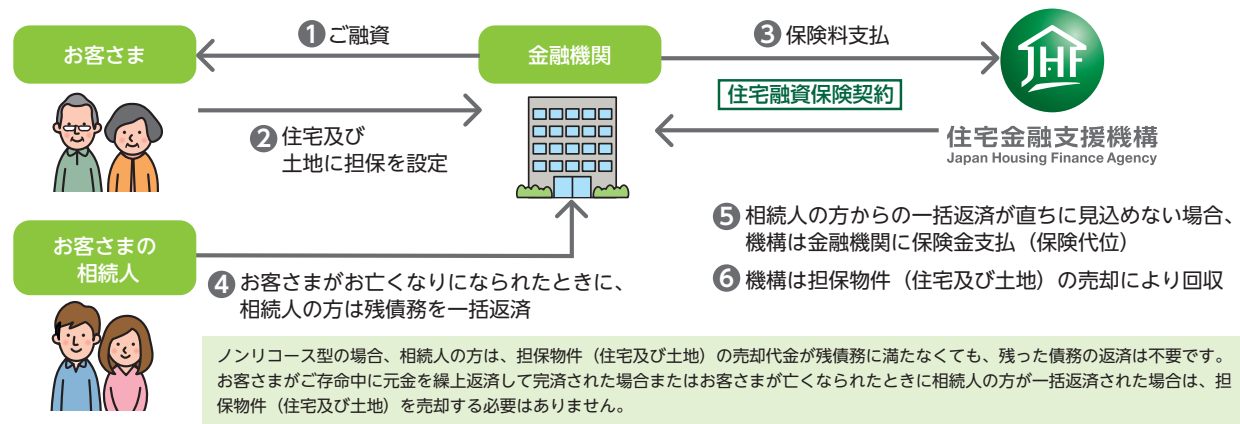 お客さま
❶ご融資
金融機関
❸保険料支払
JHF
住宅融資保険契約
❷住宅及び
土地に担保を設定
住宅金融支援機構
Japan Housing Finance Agency
お客さまの
相続人
❹お客さまがお亡くなりになられたときに、
相続人の方は残債務を一括返済
❺相続人の方からの一括返済が直ちに見込めない場合、
機構は金融機関に保険金支払（保険代位）
❻機構は担保物件（住宅及び土地）の売却により回収
ノンリコース型の場合、相続人の方は、担保物件（住宅及び土地）の売却代金が残債務に満たなくても、残った債務の返済は不要です。
お客さまがご存命中に元金を繰上返済して完済された場合またはお客さまが亡くなられたときに相続人の方が一括返済された場合は、担
保物件（住宅及び土地）を売却する必要はありません。